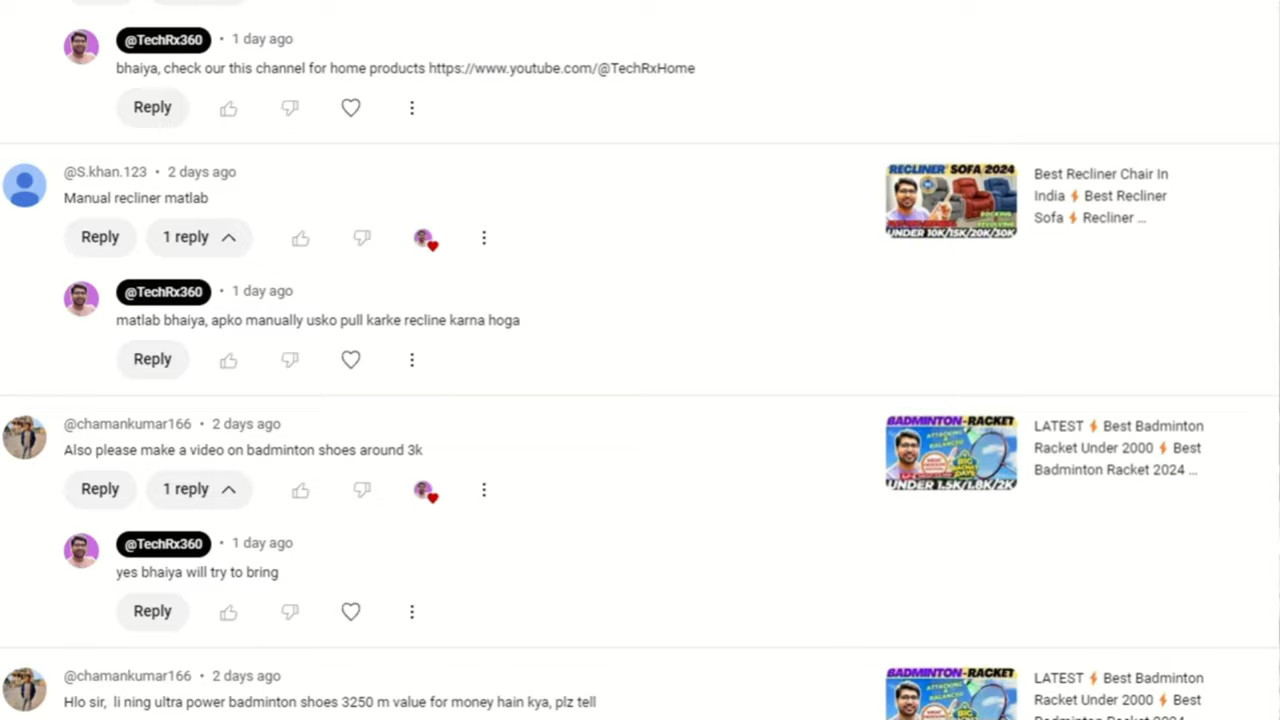 @TechRx360 • 1 day ago
bhaiya, check our this channel for home products https://www.youtube.com/@TechRxHome
Reply
@S.khan.123 • 2 days ago
Manual recliner matlab
Reply 1 reply
RECLINER SOFA 2024
UNDER 10K/15K/20K/30K
Best Recliner Chair In
India ⚡ Best Recliner
Sofa ⚡ Recliner ...
@TechRx360 • 1 day ago
matlab bhaiya, apko manually usko pull karke recline karna hoga
Reply
@chamankumar166 • 2 days ago
Also please make a video on badminton shoes around 3k
Reply 1 reply
BADMINTON-RACKET
ATTACKING &
BALANCED
UNDER 1.5K/1.8K/2K
LATEST ⚡ Best Badminton
Racket Under 2000 ⚡ Best
Badminton Racket 2024 ...
@TechRx360 • 1 day ago
yes bhaiya will try to bring
Reply
@chamankumar166 • 2 days ago
Hlo sir, li ning ultra power badminton shoes 3250 m value for money hain kya, plz tell
BADMINTON-RACKET
LATEST ⚡ Best Badminton
Racket Under 2000 ⚡ Best